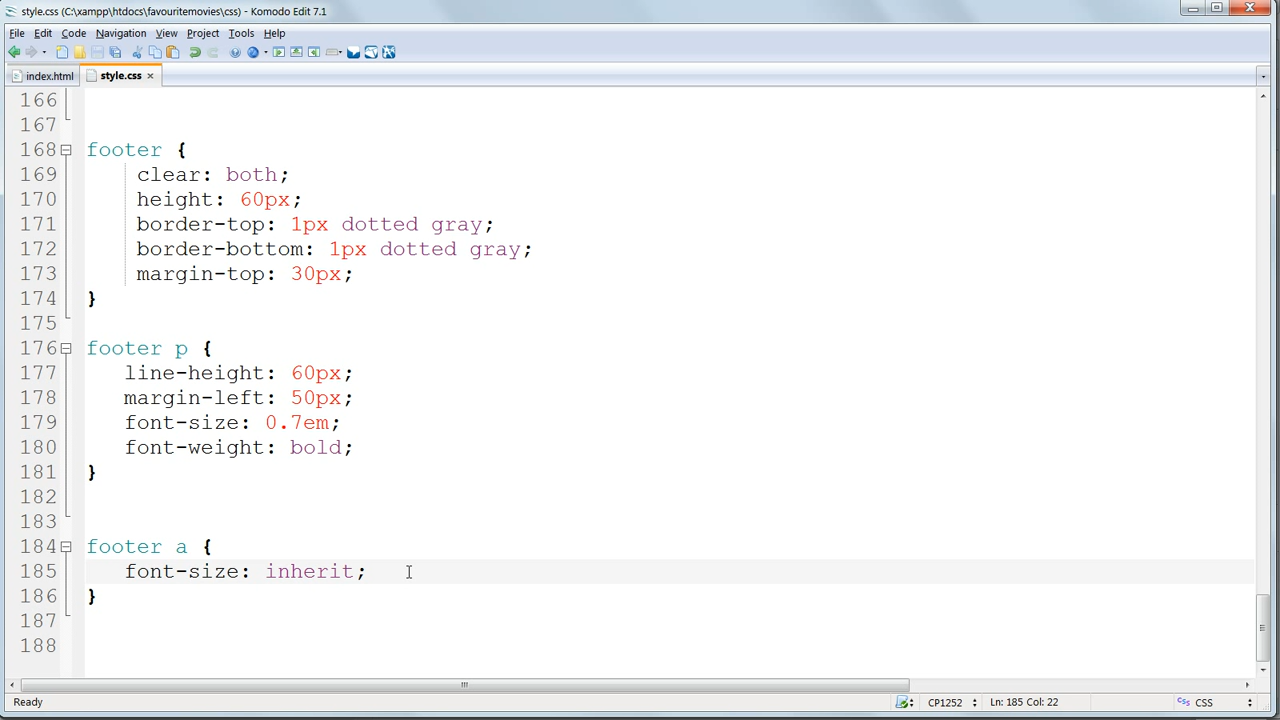 style.css (C:\xampp\htdocs\favouritemovies\css) - Komodo Edit 7.1
File Edit Code Navigation View Project Tools Help
index.html style.css
166
167
168 footer {
169 clear: both;
170 height: 60px;
171 border-top: 1px dotted gray;
172 border-bottom: 1px dotted gray;
173 margin-top: 30px;
174 }
175
176 footer p {
177 line-height: 60px;
178 margin-left: 50px;
179 font-size: 0.7em;
180 font-weight: bold;
181 }
182
183
184 footer a {
185 font-size: inherit;
186 }
187
188
Ready CP1252 Ln: 185 Col: 22 CSS CSS